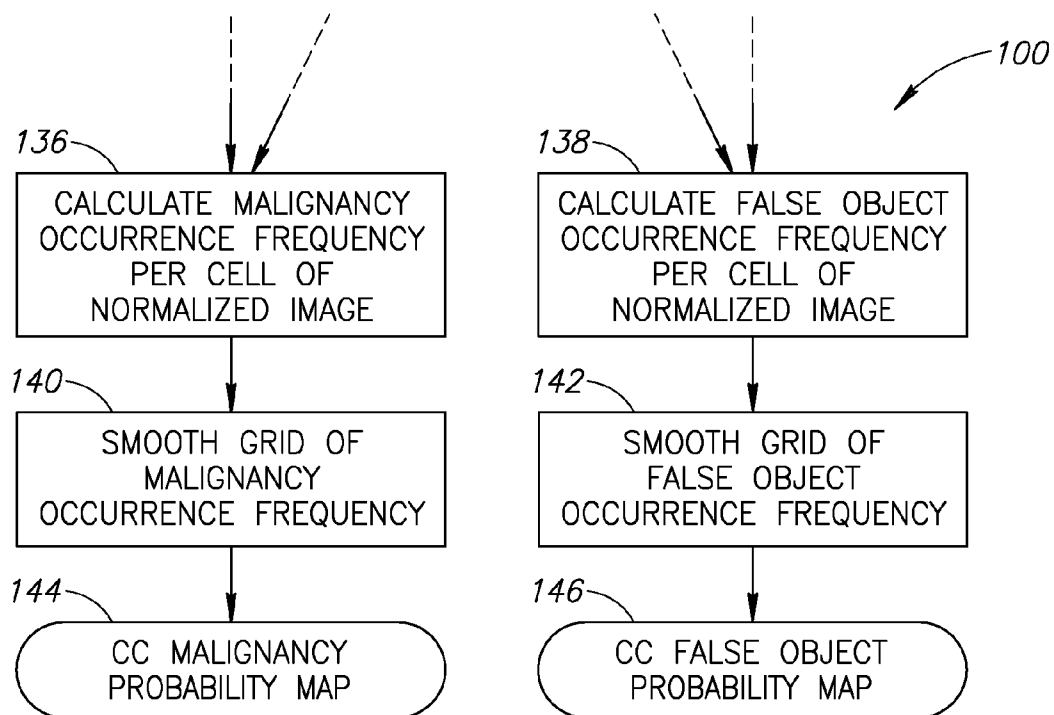 100
136
CALCULATE MALIGNANCY
OCCURRENCE FREQUENCY
PER CELL OF
NORMALIZED IMAGE
138
CALCULATE FALSE OBJECT
OCCURRENCE FREQUENCY
PER CELL OF
NORMALIZED IMAGE
140
SMOOTH GRID OF
MALIGNANCY
OCCURRENCE FREQUENCY
142
SMOOTH GRID OF
FALSE OBJECT
OCCURRENCE FREQUENCY
144
CC MALIGNANCY
PROBABILITY MAP
146
CC FALSE OBJECT
PROBABILITY MAP